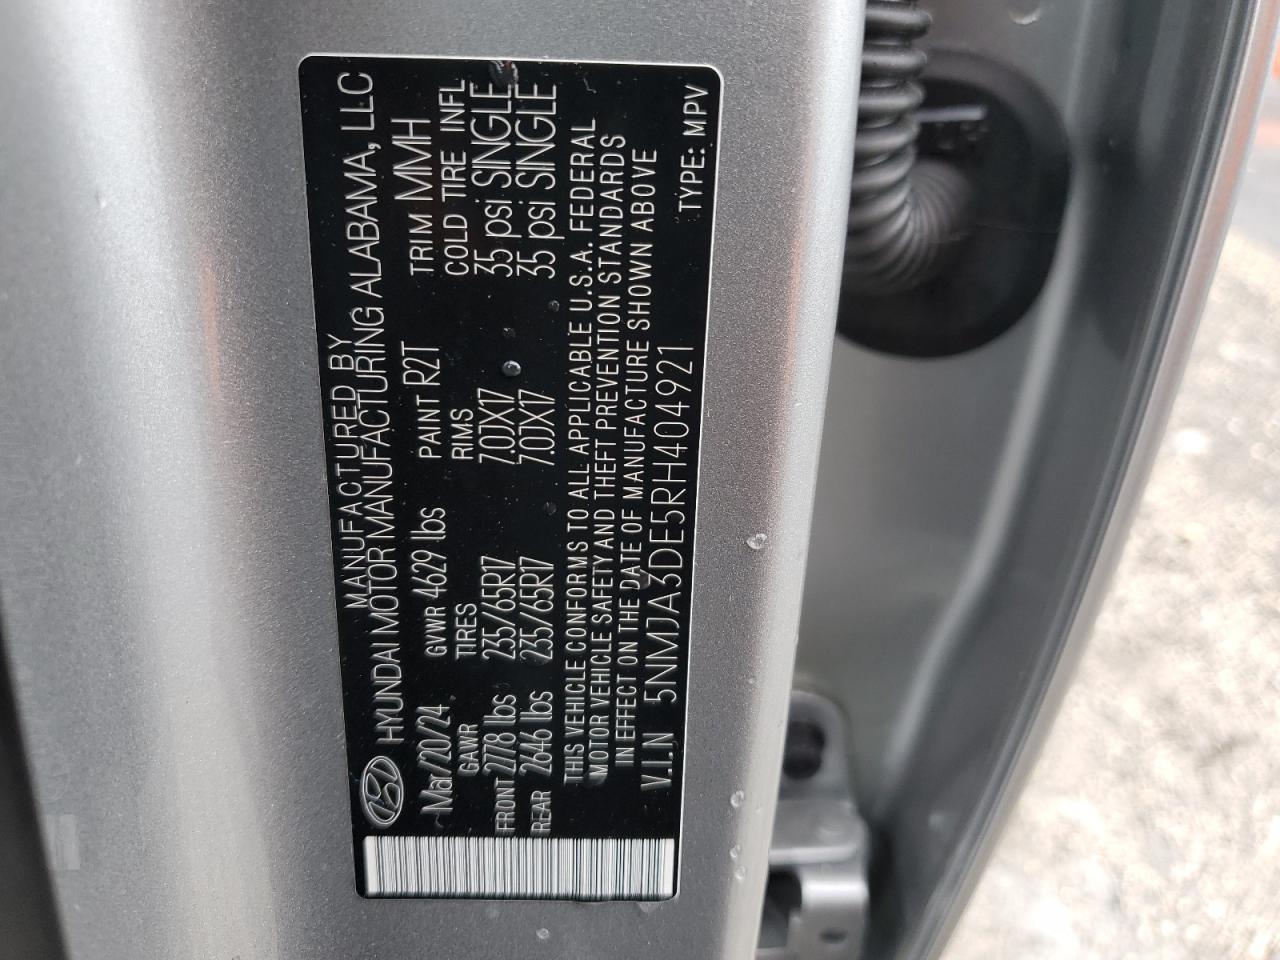 MANUFACTURED BY
HYUNDAI MOTOR MANUFACTURING ALABAMA, LLC
Mar/20/24 GVWR 4629 lbs PAINT R2T TRIM MMH
GAWR TIRES RIMS COLD TIRE INFL
FRONT 2778 lbs 235/65R17 7.0JX17 35 psi SINGLE
REAR 2646 lbs 235/65R17 7.0JX17 35 psi SINGLE
THIS VEHICLE CONFORMS TO ALL APPLICABLE U.S.A. FEDERAL
MOTOR VEHICLE SAFETY AND THEFT PREVENTION STANDARDS
IN EFFECT ON THE DATE OF MANUFACTURE SHOWN ABOVE
V.I.N 5NMJA3DE5RH404921 TYPE: MPV